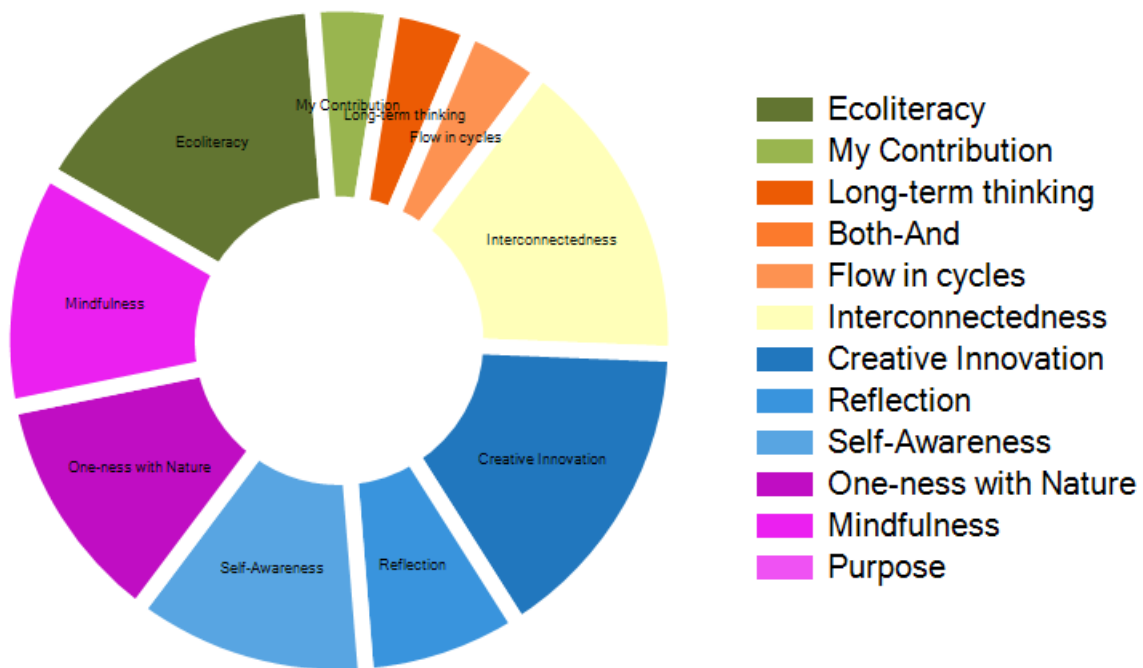 My Contribution
Long-term thinking
Flow in cycles
Ecoliteracy
Interconnectedness
Mindfulness
One-ness with Nature
Creative Innovation
Self-Awareness
Reflection
Ecoliteracy
My Contribution
Long-term thinking
Both-And
Flow in cycles
Interconnectedness
Creative Innovation
Reflection
Self-Awareness
One-ness with Nature
Mindfulness
Purpose